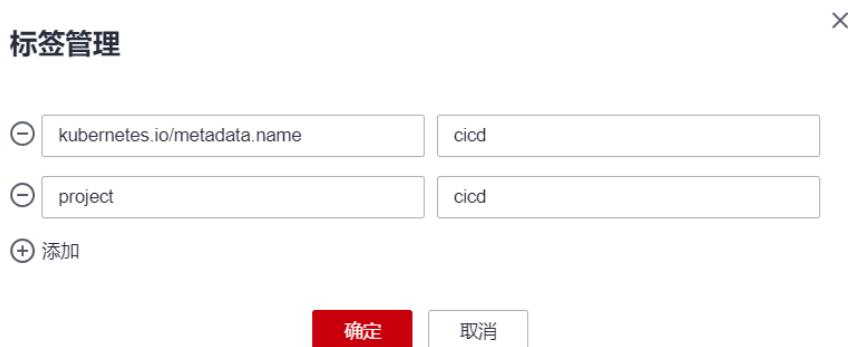 标签管理
kubernetes.io/metadata.name cicd
project cicd
添加
确定 取消